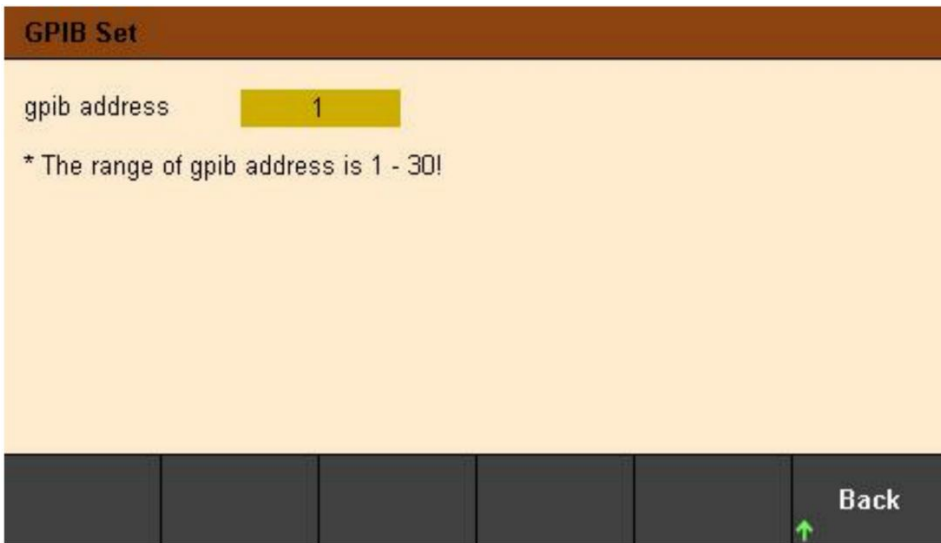 GPIB Set
gpib address 1
* The range of gpib address is 1 - 30!
Back